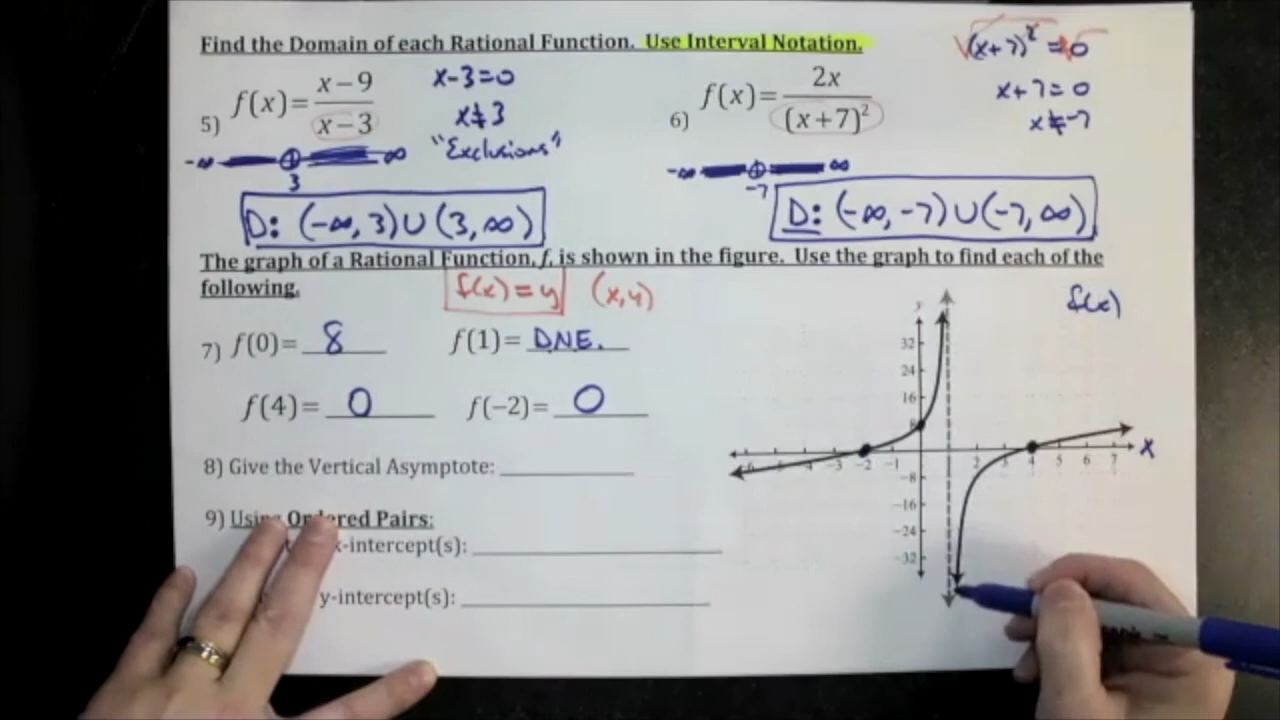 Find the Domain of each Rational Function. Use Interval Notation.
5) f(x)= x−9 / x−3
x-3=0
x≠3
"Exclusions"
-∞ ∞
3
D: (-∞, 3) ∪ (3, ∞)
6) f(x)= 2x / (x+7)²
√(x+7)² = √0
x+7=0
x≠-7
-∞ ∞
-7
D: (-∞, -7) ∪ (-7, ∞)
The graph of a Rational Function, f, is shown in the figure. Use the graph to find each of the
following.
f(x) = y (x,y)
7) f(0)= 8 f(1)= D.N.E.
f(4)= 0 f(−2)= 0
8) Give the Vertical Asymptote:
9) Using Ordered Pairs:
x-intercept(s):
y-intercept(s):
f(x)
y
32
24
16
8
-3 -2 -1 2 4 5 6 7 X
-8
-16
-24
-32